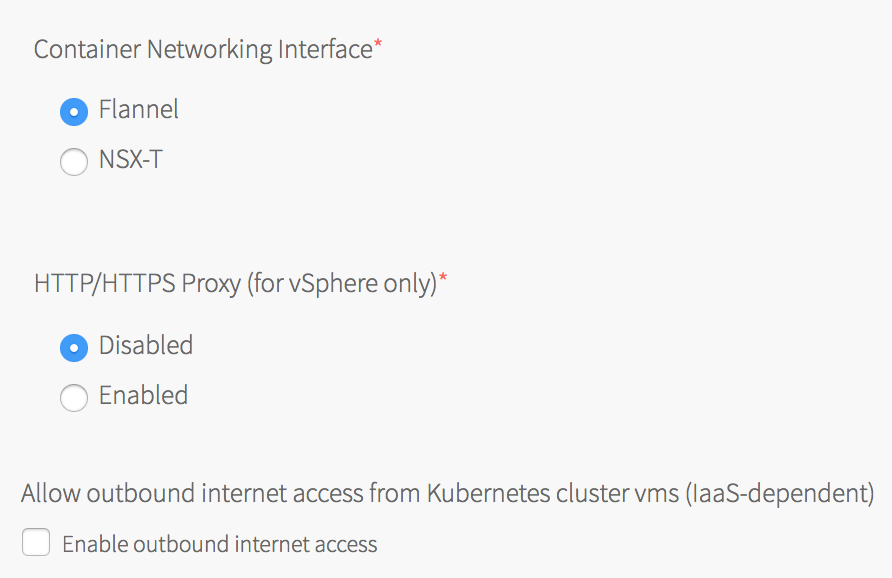 Container Networking Interface*
Flannel
NSX-T
HTTP/HTTPS Proxy (for vSphere only)*
Disabled
Enabled
Allow outbound internet access from Kubernetes cluster vms (IaaS-dependent)
Enable outbound internet access